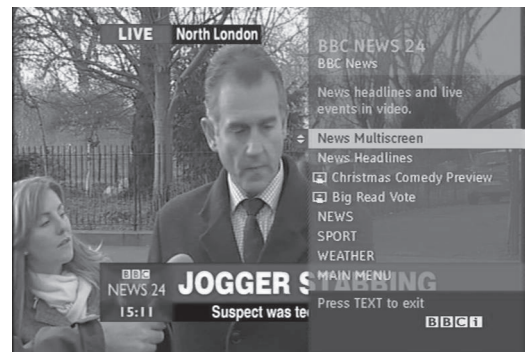 LIVE North London
BBC NEWS 24
BBC News
News headlines and live
events in video.
News Multiscreen
News Headlines
Christmas Comedy Preview
Big Read Vote
NEWS
SPORT
WEATHER
MAIN MENU
Press TEXT to exit
BBCi
BBC
NEWS 24
15:11
JOGGER STABBING
Suspect was